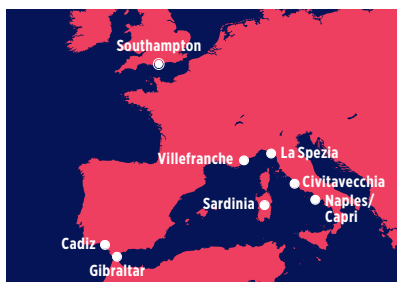 Southampton
Villefranche
La Spezia
Civitavecchia
Sardinia
Naples/
Capri
Cadiz
Gibraltar